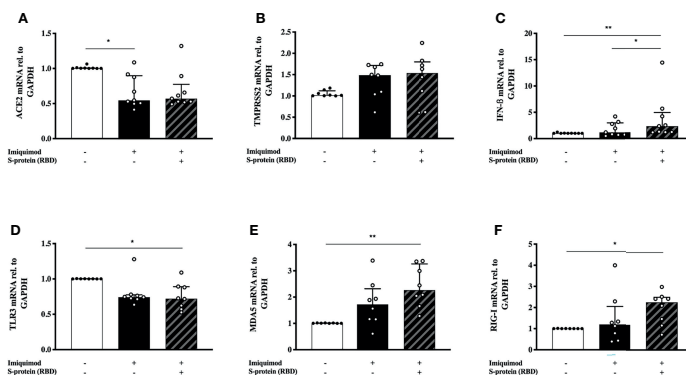 A
ACE2 mRNA rel. to
GAPDH
1.5
1.0
0.5
0.0
*
Imiquimod - + +
S-protein (RBD) - - +
B
TMPRSS2 mRNA rel. to
GAPDH
2.5
2.0
1.5
1.0
0.5
0.0
Imiquimod - + +
S-protein (RBD) - - +
C
IFN-ß mRNA rel. to
GAPDH
20
15
10
5
0
**
*
Imiquimod - + +
S-protein (RBD) - - +
D
TLR3 mRNA rel. to
GAPDH
1.5
1.0
0.5
0.0
*
Imiquimod - + +
S-protein (RBD) - - +
E
MDA5 mRNA rel. to
GAPDH
4
3
2
1
0
**
Imiquimod - + +
S-protein (RBD) - - +
F
RIG-I mRNA rel. to
GAPDH
5
4
3
2
1
0
*
Imiquimod - + +
S-protein (RBD) - - +